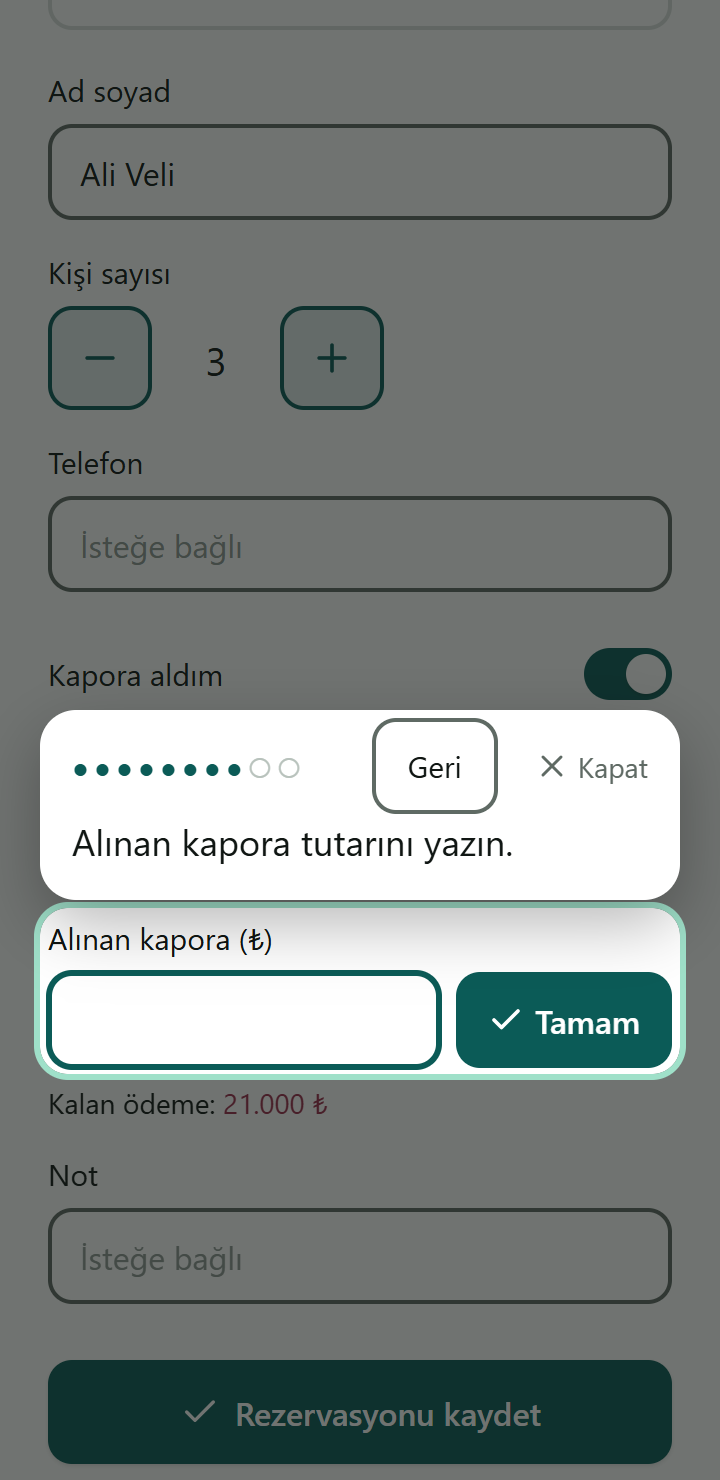 Ad soyad
Ali Veli
Kişi sayısı
3
Telefon
İsteğe bağlı
Kapora aldım
Geri
Kapat
Alınan kapora tutarını yazın.
Alınan kapora (₺)
Tamam
Kalan ödeme: 21.000 ₺
Not
İsteğe bağlı
Rezervasyonu kaydet